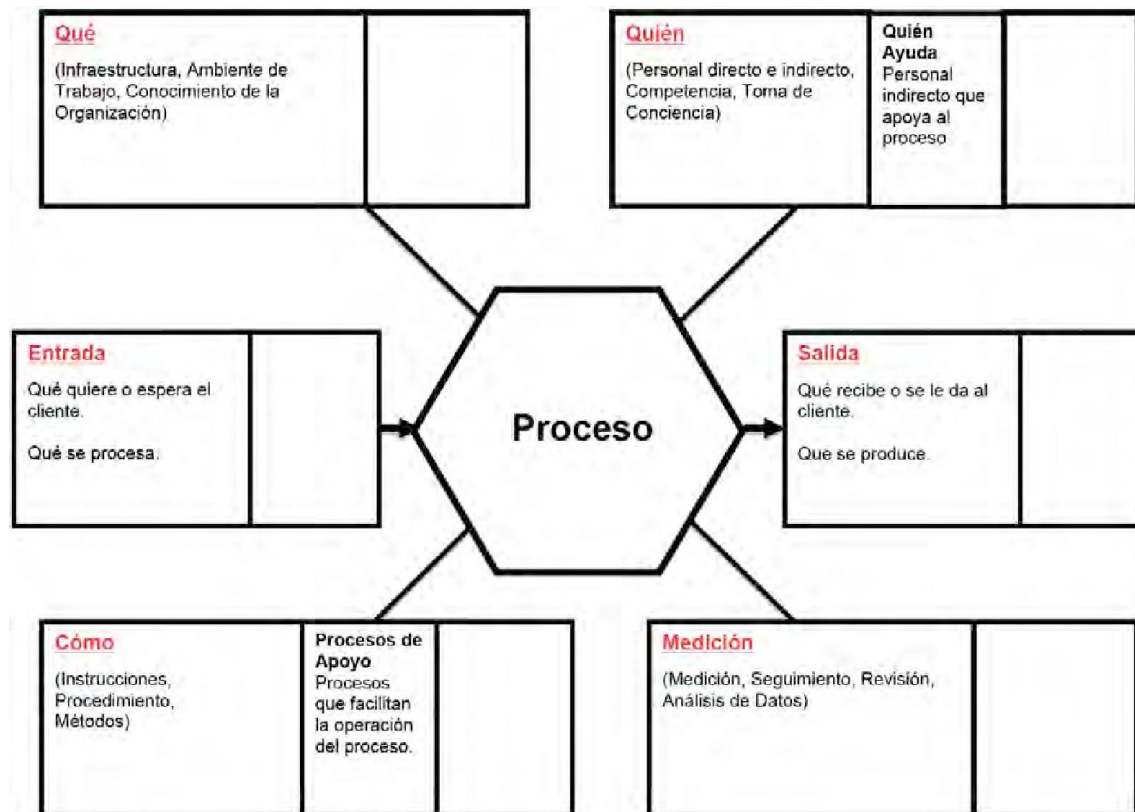 Qué
(Infraestructura, Ambiente de
Trabajo, Conocimiento de la
Organización)
Quién
(Personal directo e indirecto,
Competencia, Toma de
Conciencia)
Quién
Ayuda
Personal
indirecto que
apoya al
proceso
Entrada
Qué quiere o espera el
cliente.
Qué se procesa.
Proceso
Salida
Qué recibe o se le da al
cliente.
Que se produce.
Cómo
(Instrucciones,
Procedimiento,
Métodos)
Procesos de
Apoyo
Procesos
que facilitan
la operación
del proceso.
Medición
(Medición, Seguimiento, Revisión,
Análisis de Datos)